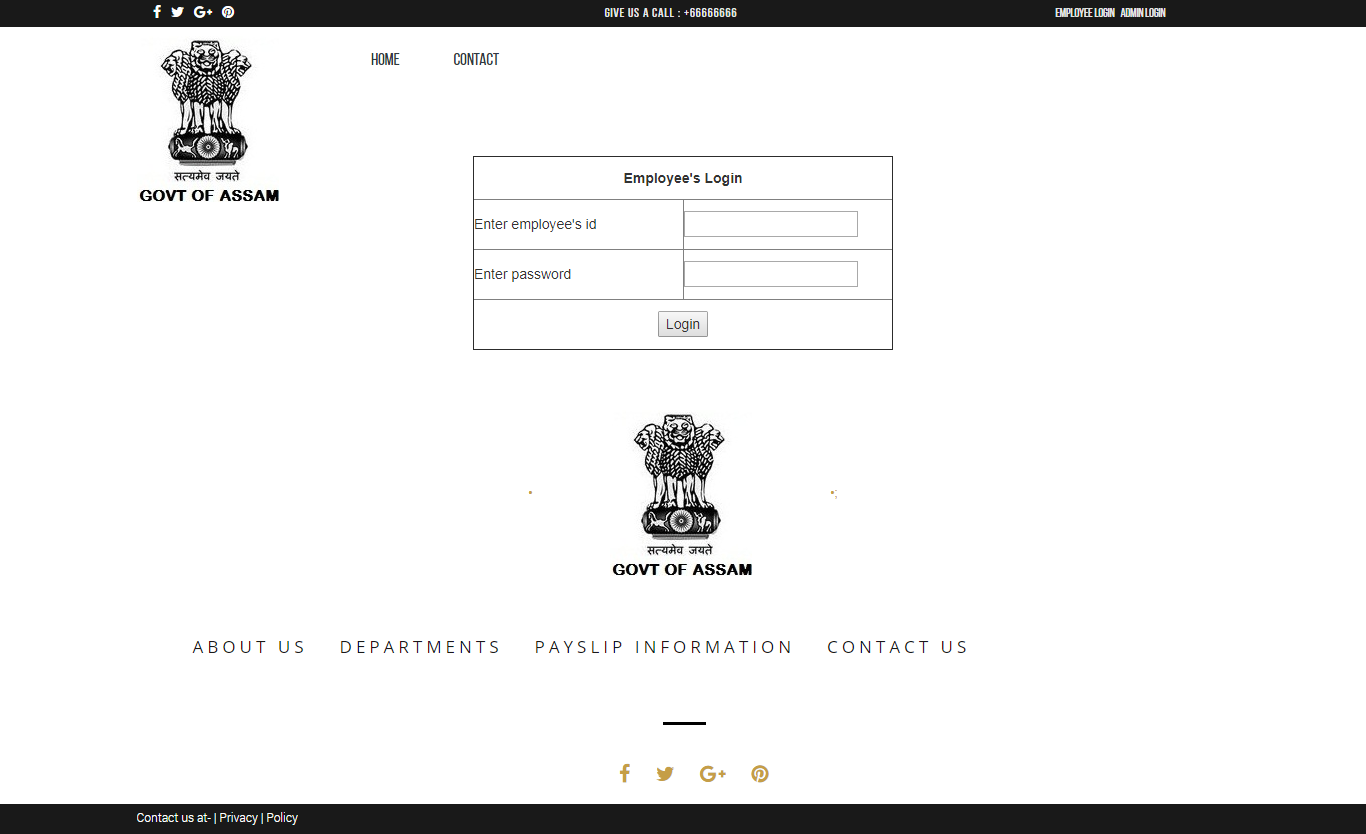 GIVE US A CALL : +66666666
EMPLOYEE LOGIN ADMIN LOGIN
HOME CONTACT
सत्यमेव जयते
GOVT OF ASSAM
Employee's Login
Enter employee's id
Enter password
Login
सत्यमेव जयते
GOVT OF ASSAM
ABOUT US DEPARTMENTS PAYSLIP INFORMATION CONTACT US
Contact us at- | Privacy | Policy